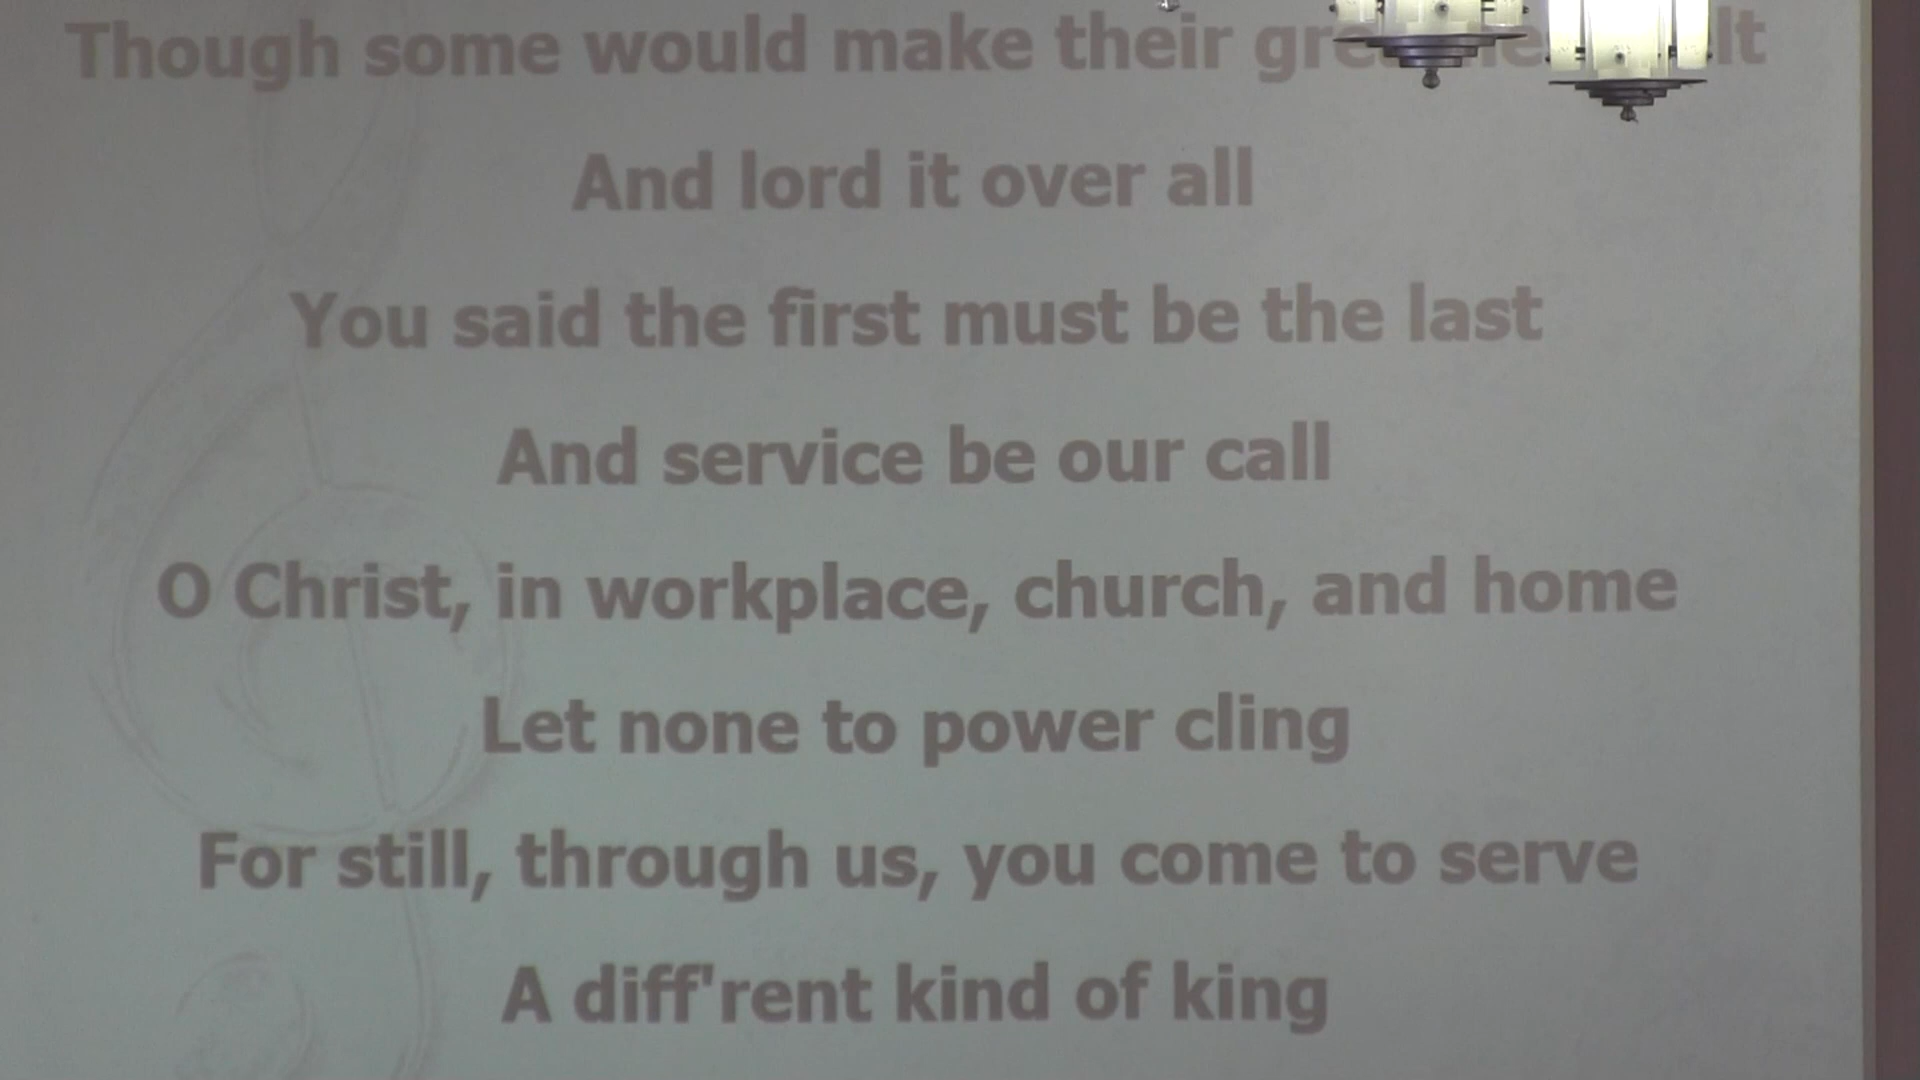 Though some would make their
And lord it over all
You said the first must be the last
And service be our call
O Christ, in workplace, church, and home
Let none to power cling
For still, through us, you come to serve
A diff'rent kind of king